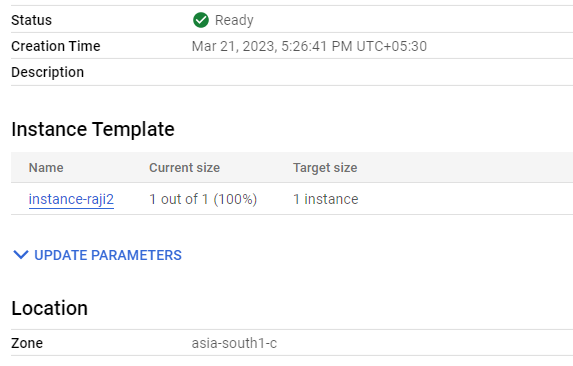 Status Ready
Creation Time Mar 21, 2023, 5:26:41 PM UTC+05:30
Description
Instance Template
Name Current size Target size
instance-raji2 1 out of 1 (100%) 1 instance
UPDATE PARAMETERS
Location
Zone asia-south1-c